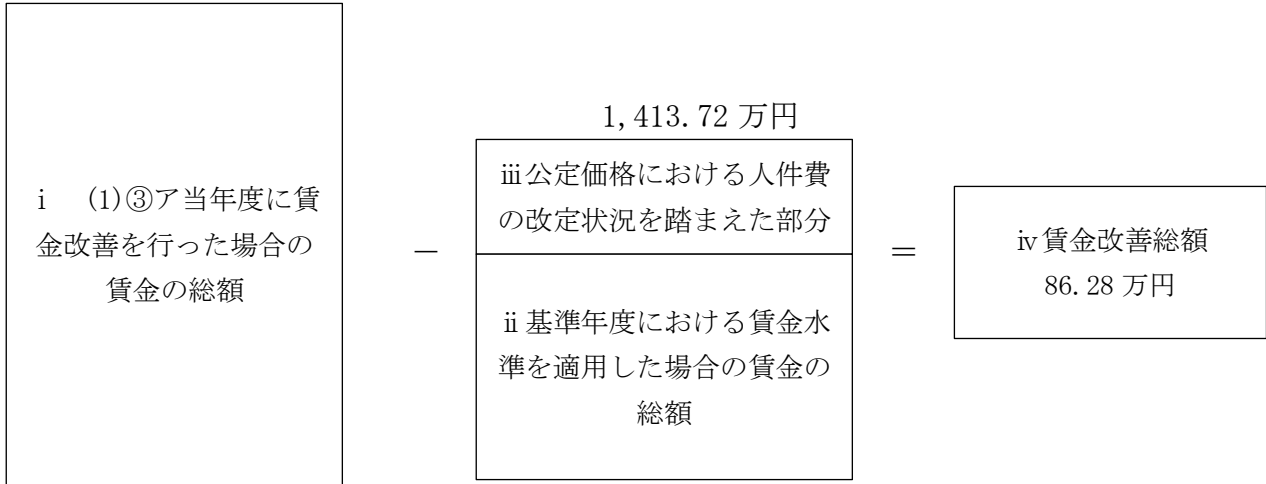 ⅰ　(1)③ア当年度に賃
金改善を行った場合の
賃金の総額
－
1,413.72 万円
ⅲ公定価格における人件費
の改定状況を踏まえた部分
ⅱ基準年度における賃金水
準を適用した場合の賃金の
総額
＝
ⅳ賃金改善総額
86.28 万円